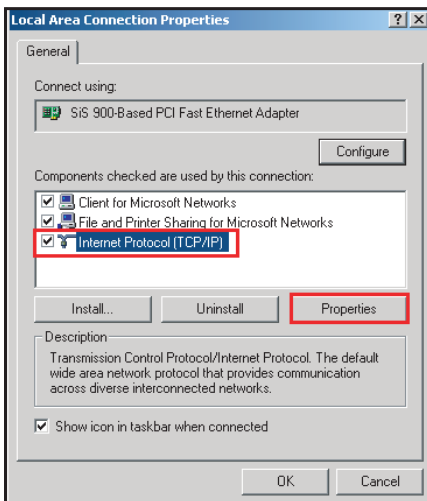 Local Area Connection Properties
General
Connect using:
SiS 900-Based PCI Fast Ethernet Adapter
Configure
Components checked are used by this connection:
Client for Microsoft Networks
File and Printer Sharing for Microsoft Networks
Internet Protocol (TCP/IP)
Install... Uninstall Properties
Description
Transmission Control Protocol/Internet Protocol. The default
wide area network protocol that provides communication
across diverse interconnected networks.
Show icon in taskbar when connected
OK Cancel